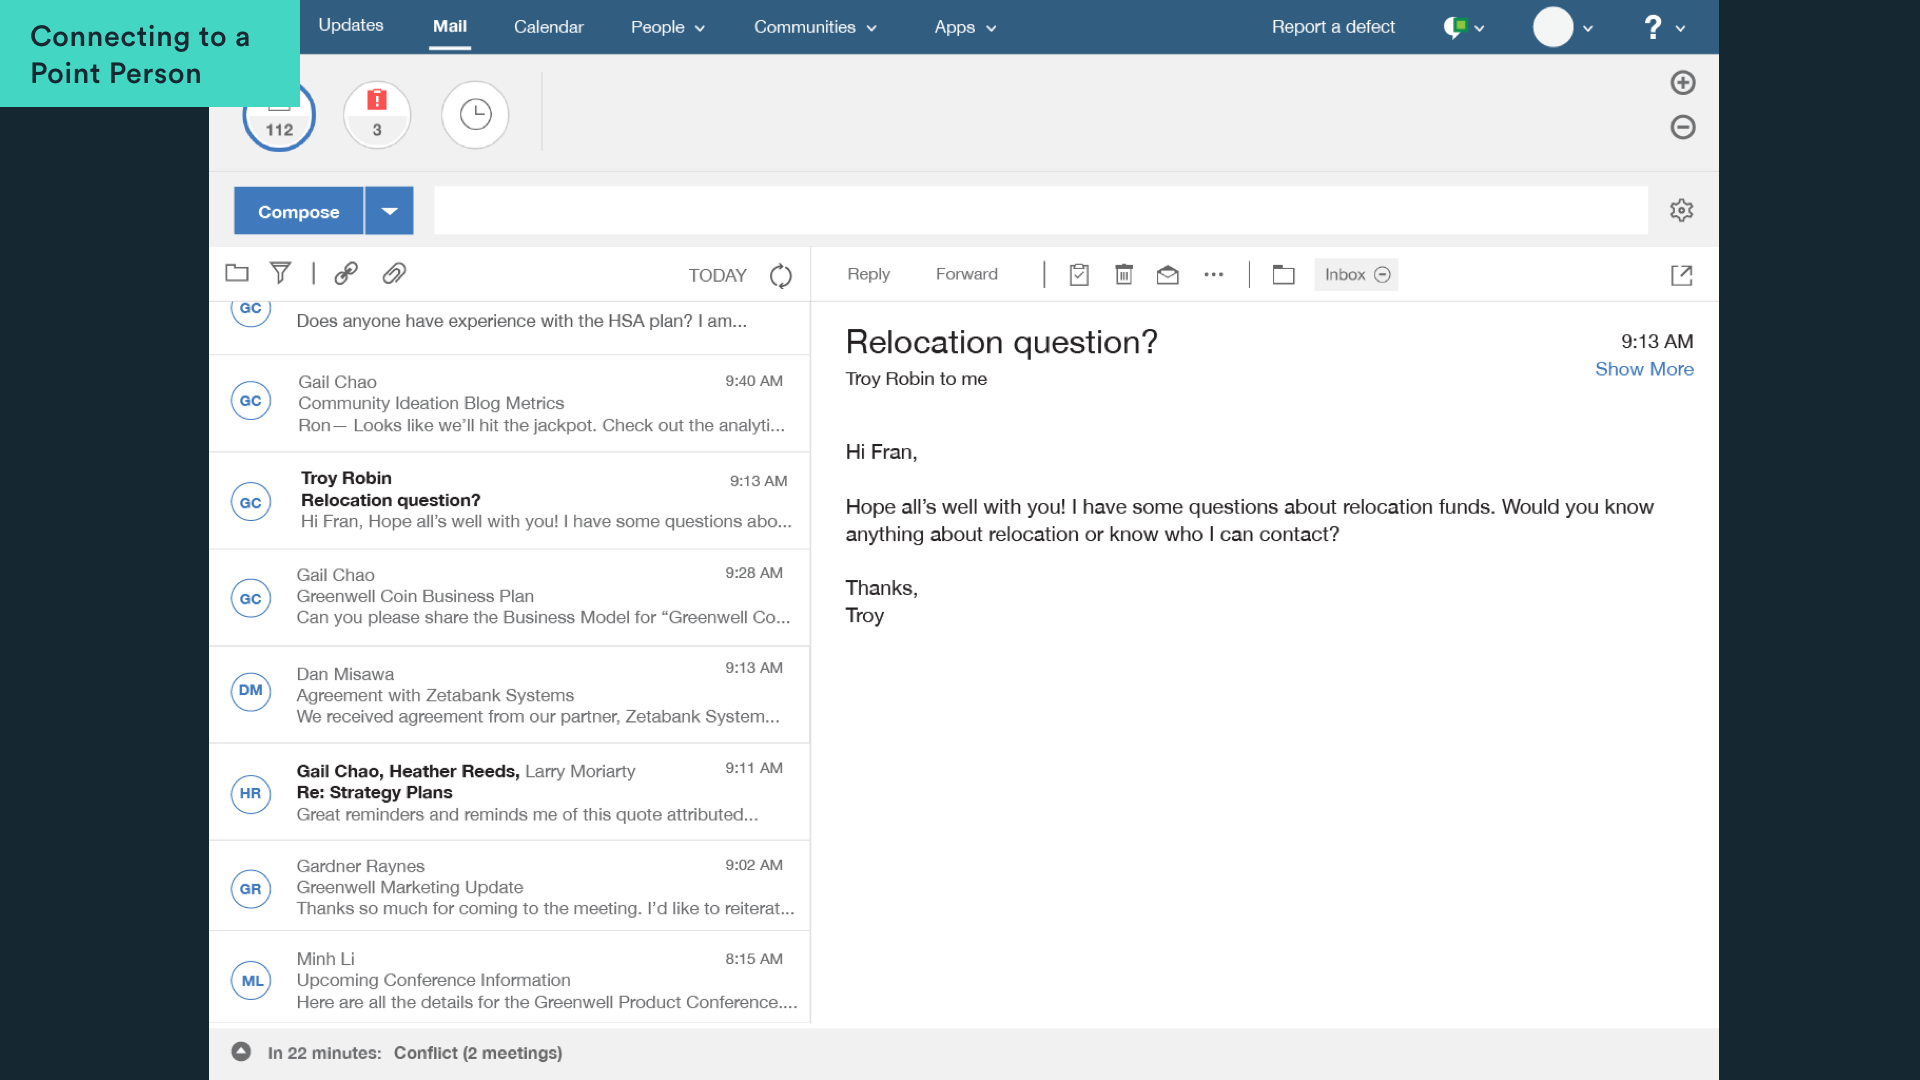 Connecting to a
Point Person
Updates
Mail
Calendar
People
Communities
Apps
Report a defect
?
112
3
Compose
TODAY
Reply
Forward
Inbox
GC
Does anyone have experience with the HSA plan? I am...
GC
Gail Chao
9:40 AM
Community Ideation Blog Metrics
Ron— Looks like we’ll hit the jackpot. Check out the analyti...
GC
Troy Robin
9:13 AM
Relocation question?
Hi Fran, Hope all’s well with you! I have some questions abo...
GC
Gail Chao
9:28 AM
Greenwell Coin Business Plan
Can you please share the Business Model for “Greenwell Co...
DM
Dan Misawa
9:13 AM
Agreement with Zetabank Systems
We received agreement from our partner, Zetabank System...
HR
Gail Chao, Heather Reeds, Larry Moriarty
9:11 AM
Re: Strategy Plans
Great reminders and reminds me of this quote attributed...
GR
Gardner Raynes
9:02 AM
Greenwell Marketing Update
Thanks so much for coming to the meeting. I’d like to reiterat...
ML
Minh Li
8:15 AM
Upcoming Conference Information
Here are all the details for the Greenwell Product Conference....
Relocation question?
9:13 AM
Troy Robin to me
Show More
Hi Fran,
Hope all’s well with you! I have some questions about relocation funds. Would you know
anything about relocation or know who I can contact?
Thanks,
Troy
In 22 minutes: Conflict (2 meetings)